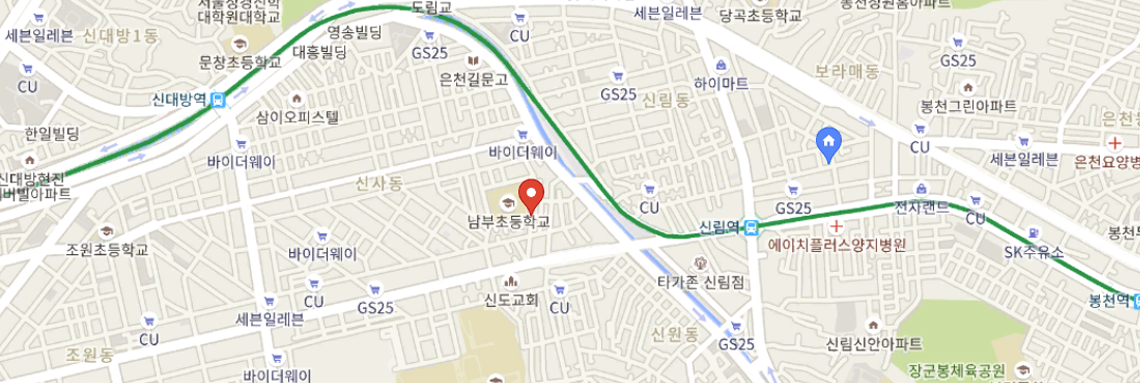 서울상경신학
대학원대학교
도림교
세븐일레븐
당곡초등학교
봉천정원홈아파트
세븐일레븐
신대방1동
영송빌딩
CU
문창초등학교
대흥빌딩
GS25
GS25
은천길문고
하이마트
보라매동
CU
신대방역
GS25
신림동
봉천그린아파트
삼이오피스텔
한일빌딩
은천동
바이더웨이
바이더웨이
CU
세븐일레븐
은천요양병
신대방현진
에버빌아파트
신사동
CU
GS25
전자랜드
CU
남부초등학교
신림역
조원초등학교
바이더웨이
에이치플러스양지병원
SK주유소
타가존 신림점
CU
GS25
신도교회
CU
세븐일레븐
봉천역
CU
신원동
GS25
신림신안아파트
조원동
바이더웨이
장군봉체육공원